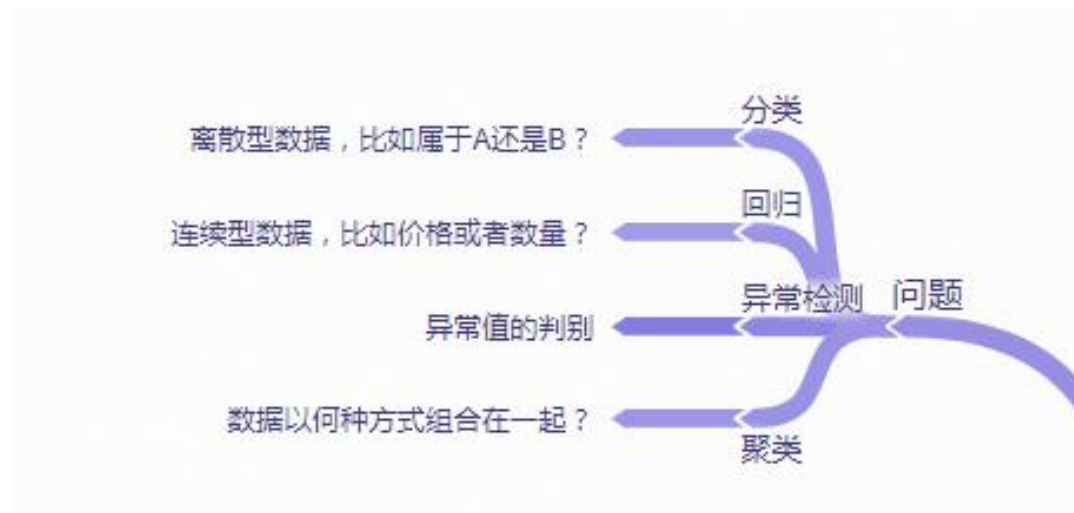 分类
离散型数据，比如属于A还是B？
回归
连续型数据，比如价格或者数量？
异常检测
问题
异常值的判别
数据以何种方式组合在一起？
聚类